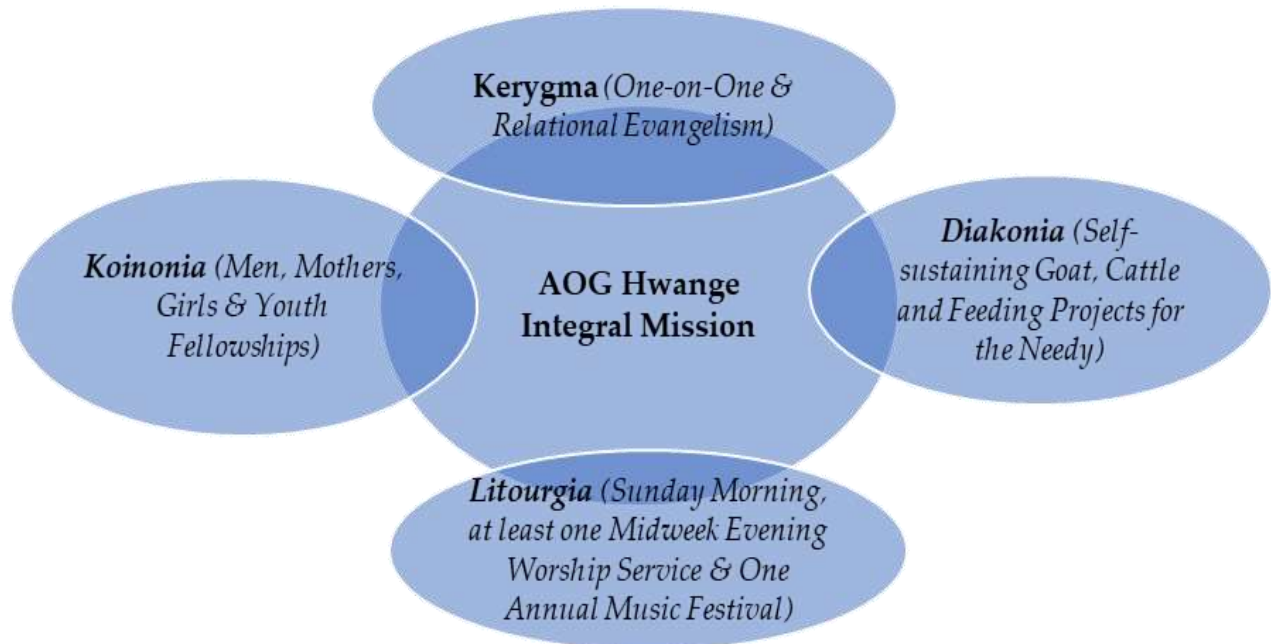 Kerygma (One-on-One &
Relational Evangelism)
Koinonia (Men, Mothers,
Girls & Youth
Fellowships)
AOG Hwange
Integral Mission
Diakonia (Self-
sustaining Goat, Cattle
and Feeding Projects for
the Needy)
Litourgia (Sunday Morning,
at least one Midweek Evening
Worship Service & One
Annual Music Festival)